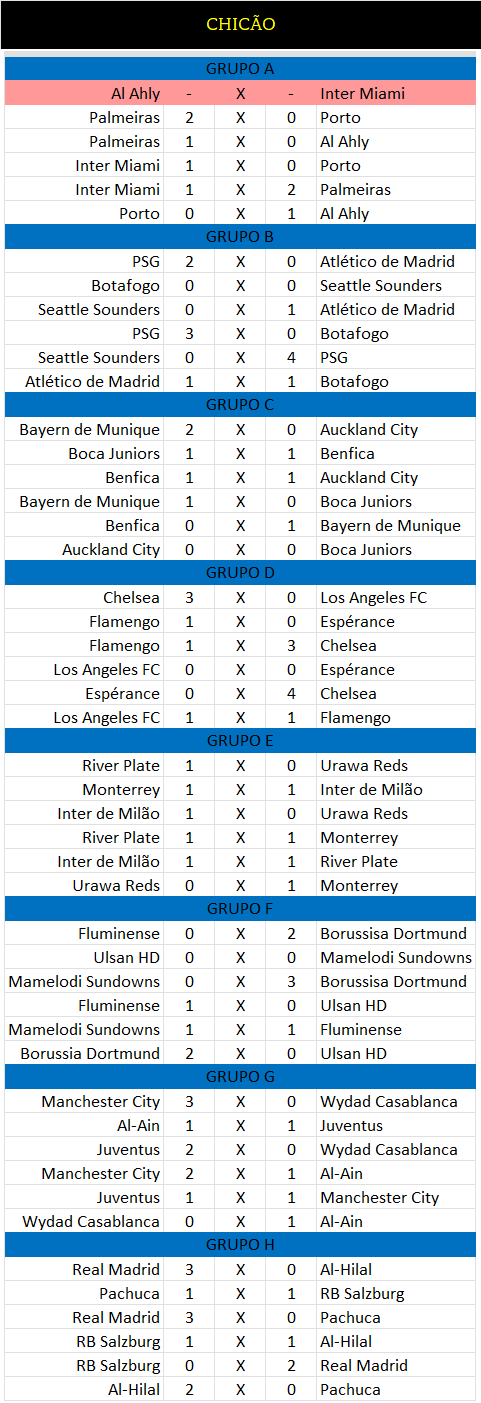 CHICÃO
GRUPO A
Al Ahly - X - Inter Miami
Palmeiras 2 X 0 Porto
Palmeiras 1 X 0 Al Ahly
Inter Miami 1 X 0 Porto
Inter Miami 1 X 2 Palmeiras
Porto 0 X 1 Al Ahly
GRUPO B
PSG 2 X 0 Atlético de Madrid
Botafogo 0 X 0 Seattle Sounders
Seattle Sounders 0 X 1 Atlético de Madrid
PSG 3 X 0 Botafogo
Seattle Sounders 0 X 4 PSG
Atlético de Madrid 1 X 1 Botafogo
GRUPO C
Bayern de Munique 2 X 0 Auckland City
Boca Juniors 1 X 1 Benfica
Benfica 1 X 1 Auckland City
Bayern de Munique 1 X 0 Boca Juniors
Benfica 0 X 1 Bayern de Munique
Auckland City 0 X 0 Boca Juniors
GRUPO D
Chelsea 3 X 0 Los Angeles FC
Flamengo 1 X 0 Espérance
Flamengo 1 X 3 Chelsea
Los Angeles FC 0 X 0 Espérance
Espérance 0 X 4 Chelsea
Los Angeles FC 1 X 1 Flamengo
GRUPO E
River Plate 1 X 0 Urawa Reds
Monterrey 1 X 1 Inter de Milão
Inter de Milão 1 X 0 Urawa Reds
River Plate 1 X 1 Monterrey
Inter de Milão 1 X 1 River Plate
Urawa Reds 0 X 1 Monterrey
GRUPO F
Fluminense 0 X 2 Borussisa Dortmund
Ulsan HD 0 X 0 Mamelodi Sundowns
Mamelodi Sundowns 0 X 3 Borussisa Dortmund
Fluminense 1 X 0 Ulsan HD
Mamelodi Sundowns 1 X 1 Fluminense
Borussia Dortmund 2 X 0 Ulsan HD
GRUPO G
Manchester City 3 X 0 Wydad Casablanca
Al-Ain 1 X 1 Juventus
Juventus 2 X 0 Wydad Casablanca
Manchester City 2 X 1 Al-Ain
Juventus 1 X 1 Manchester City
Wydad Casablanca 0 X 1 Al-Ain
GRUPO H
Real Madrid 3 X 0 Al-Hilal
Pachuca 1 X 1 RB Salzburg
Real Madrid 3 X 0 Pachuca
RB Salzburg 1 X 1 Al-Hilal
RB Salzburg 0 X 2 Real Madrid
Al-Hilal 2 X 0 Pachuca